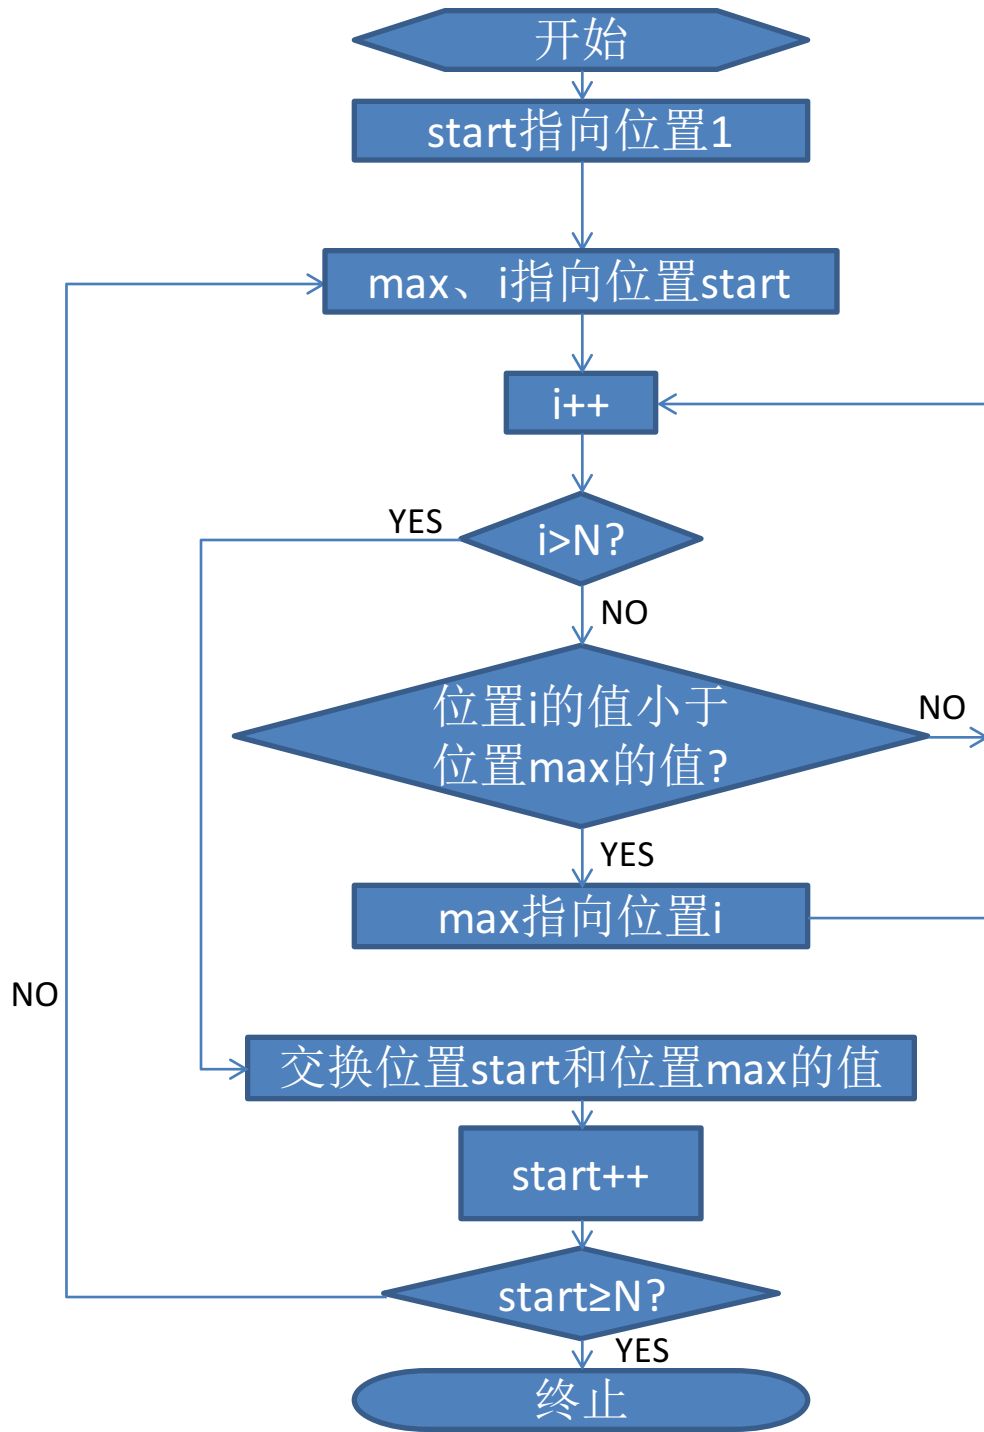 开始
start指向位置1
max、i指向位置start
i++
YES
i>N?
NO
位置i的值小于
位置max的值?
NO
YES
max指向位置i
NO
交换位置start和位置max的值
start++
start≥N?
YES
终止